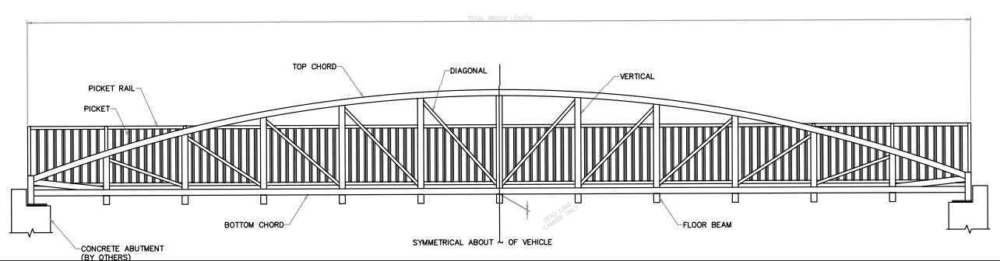 TOTAL BRIDGE LENGTH
TOP CHORD
DIAGONAL
VERTICAL
PICKET RAIL
PICKET
DEAD LOAD
CAMBER ONLY
BOTTOM CHORD
FLOOR BEAM
SYMMETRICAL ABOUT ~ OF VEHICLE
CONCRETE ABUTMENT
(BY OTHERS)